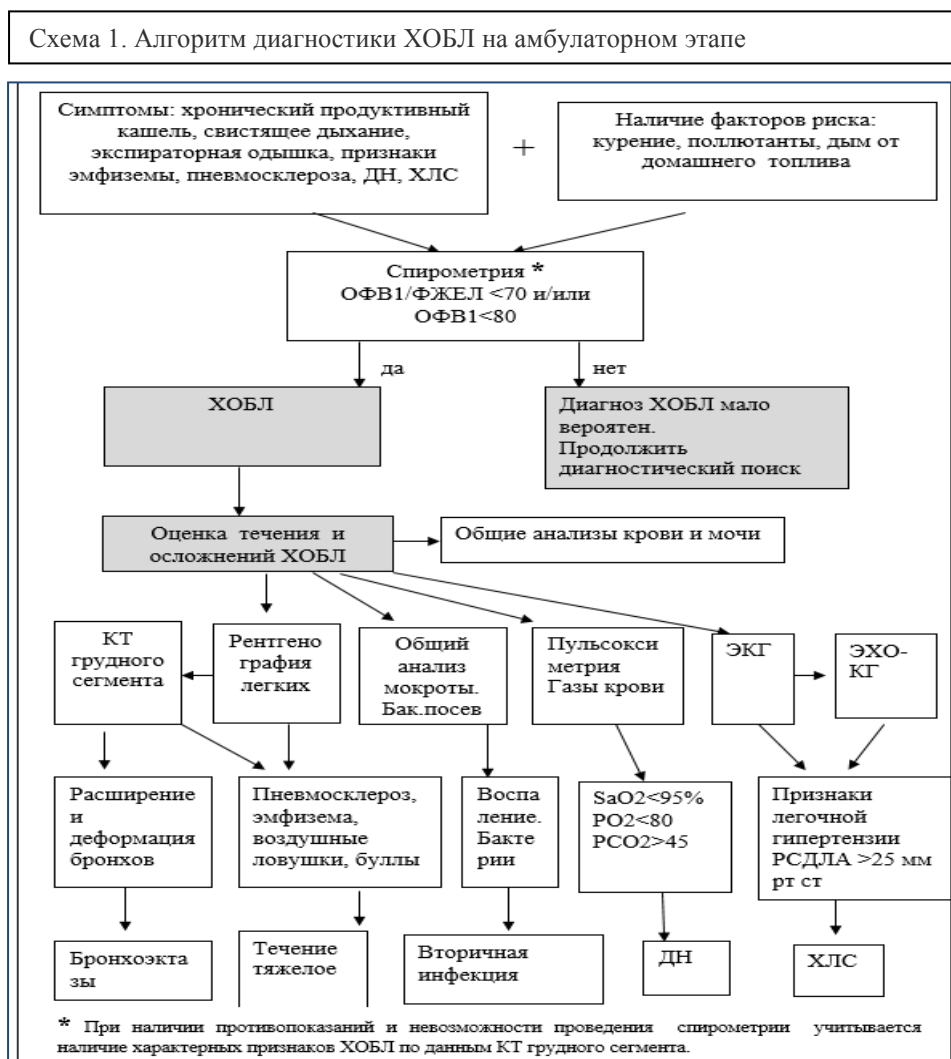 Схема 1. Алгоритм диагностики ХОБЛ на амбулаторном этапе
Симптомы: хронический продуктивный
кашель, свистящее дыхание,
экспираторная одышка, признаки
эмфиземы, пневмосклероза, ДН, ХЛС
+
Наличие факторов риска:
курение, поллютанты, дым от
домашнего топлива
Спирометрия *
ОФВ1/ФЖЕЛ <70 и/или
ОФВ1<80
да
нет
ХОБЛ
Диагноз ХОБЛ мало
вероятен.
Продолжить
диагностический поиск
Оценка течения и
осложнений ХОБЛ
Общие анализы крови и мочи
КТ
грудного
сегмента
Рентгено
графия
легких
Общий
анализ
мокроты.
Бак.посев
Пульсокси
метрия
Газы крови
ЭКГ
ЭХО-
КГ
Расширение
и
деформация
бронхов
Пневмосклероз,
эмфизема,
воздушные
ловушки, буллы
Воспа
ление.
Бакте
рии
SaO2<95%
PO2<80
PCO2>45
Признаки
легочной
гипертензии
РСДЛА >25 мм
рт ст
Бронхоэкта
зы
Течение
тяжелое
Вторичная
инфекция
ДН
ХЛС
* При наличии противопоказаний и невозможности проведения спирометрии учитывается
наличие характерных признаков ХОБЛ по данным КТ грудного сегмента.